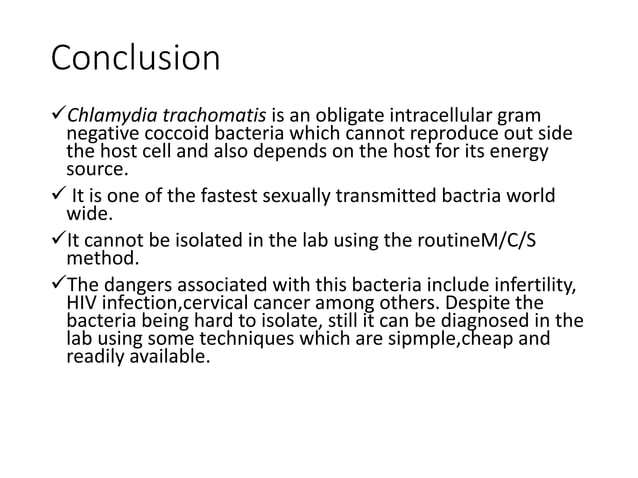 Conclusion
✓Chlamydia trachomatis is an obligate intracellular gram
negative coccoid bacteria which cannot reproduce out side
the host cell and also depends on the host for its energy
source.
✓ It is one of the fastest sexually transmitted bactria world
wide.
✓It cannot be isolated in the lab using the routineM/C/S
method.
✓The dangers associated with this bacteria include infertility,
HIV infection,cervical cancer among others. Despite the
bacteria being hard to isolate, still it can be diagnosed in the
lab using some techniques which are sipmple,cheap and
readily available.